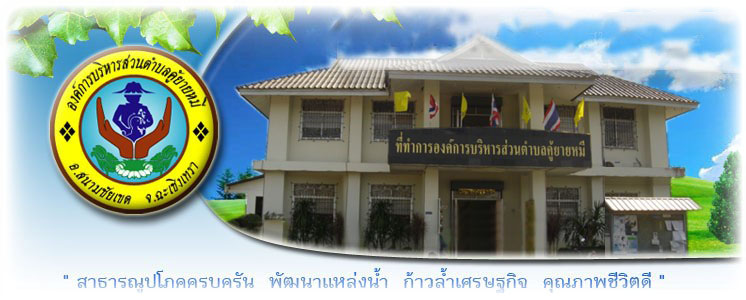 องค์การบริหารส่วนตำบลคู้ยายหมี
อ.สนามชัยเขต จ.ฉะเชิงเทรา
ที่ทำการองค์การบริหารส่วนตำบลคู้ยายหมี
" สาธารณูปโภคครบครัน พัฒนาแหล่งน้ำ ก้าวล้ำเศรษฐกิจ คุณภาพชีวิตดี "